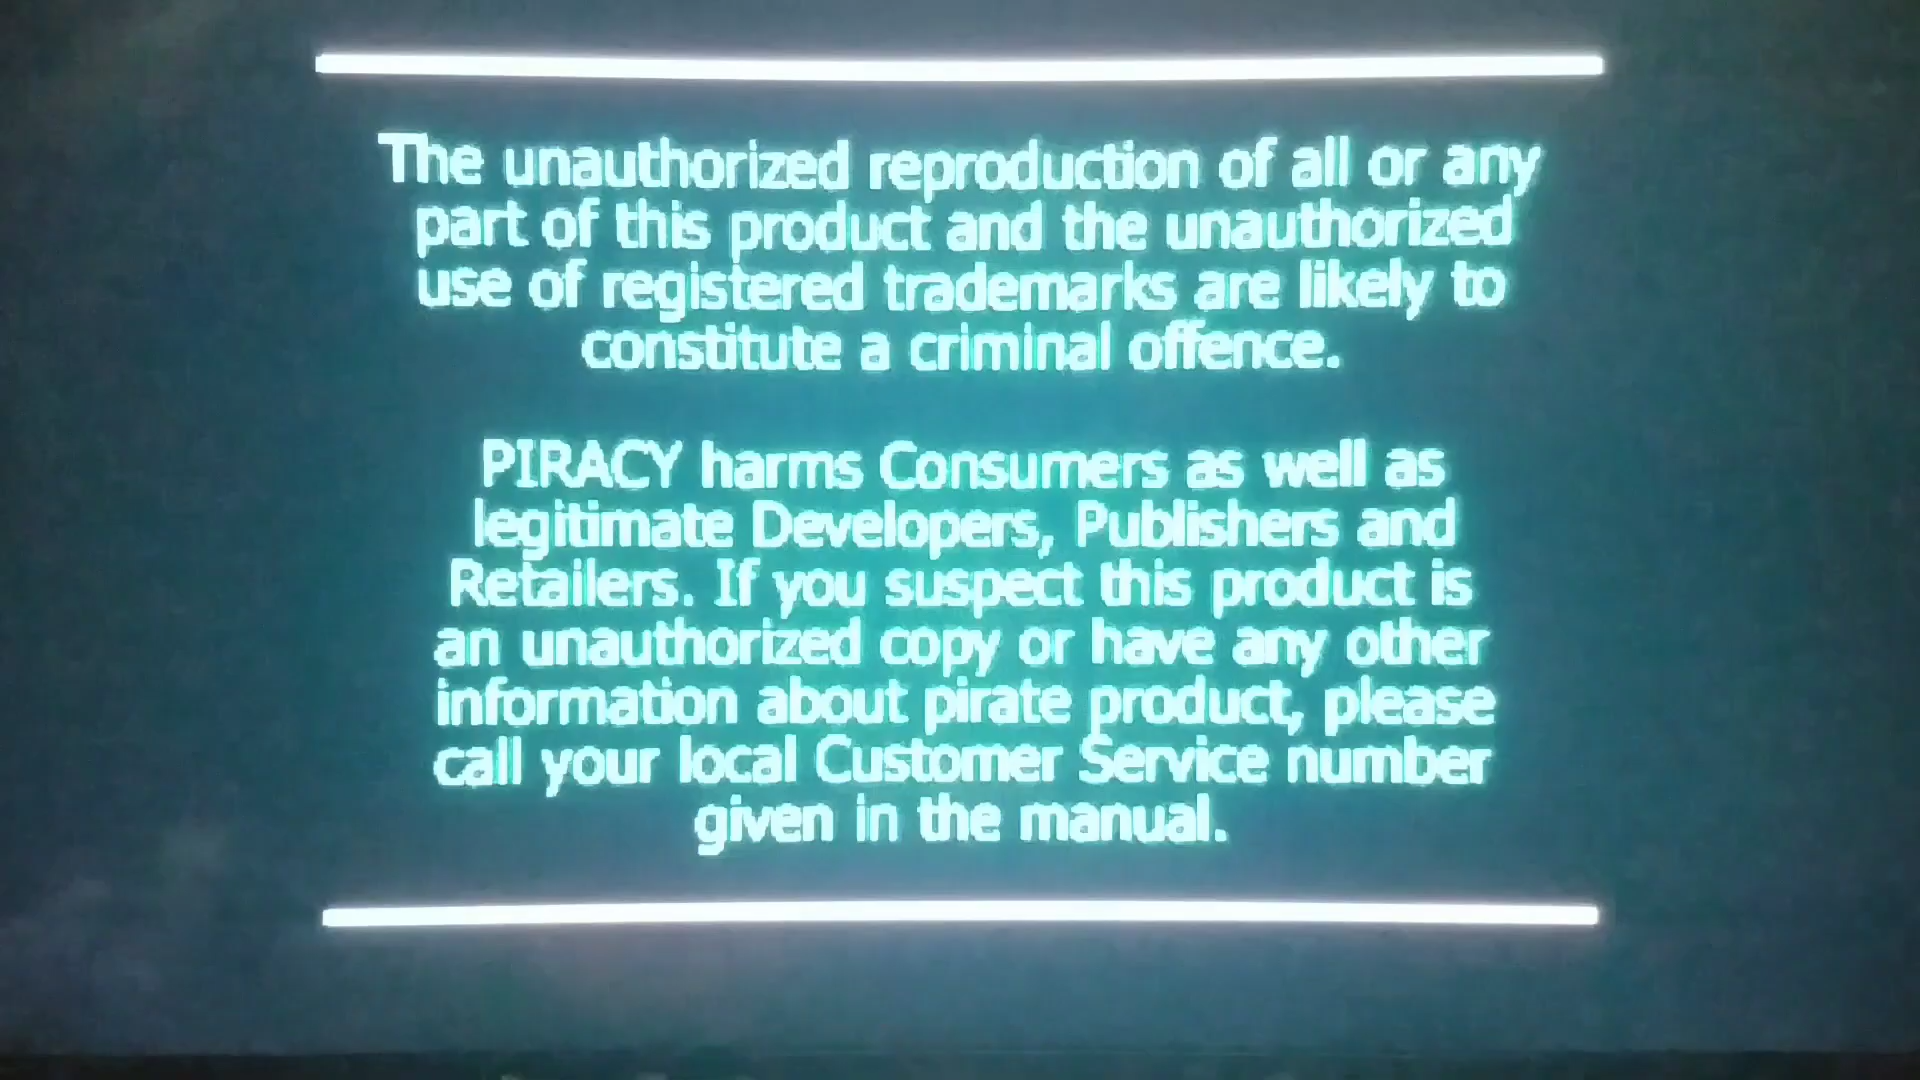 The unauthorized reproduction of all or any
part of this product and the unauthorized
use of registered trademarks are likely to
constitute a criminal offence.
PIRACY harms Consumers as well as
legitimate Developers, Publishers and
Retailers. If you suspect this product is
an unauthorized copy or have any other
information about pirate product, please
call your local Customer Service number
given in the manual.